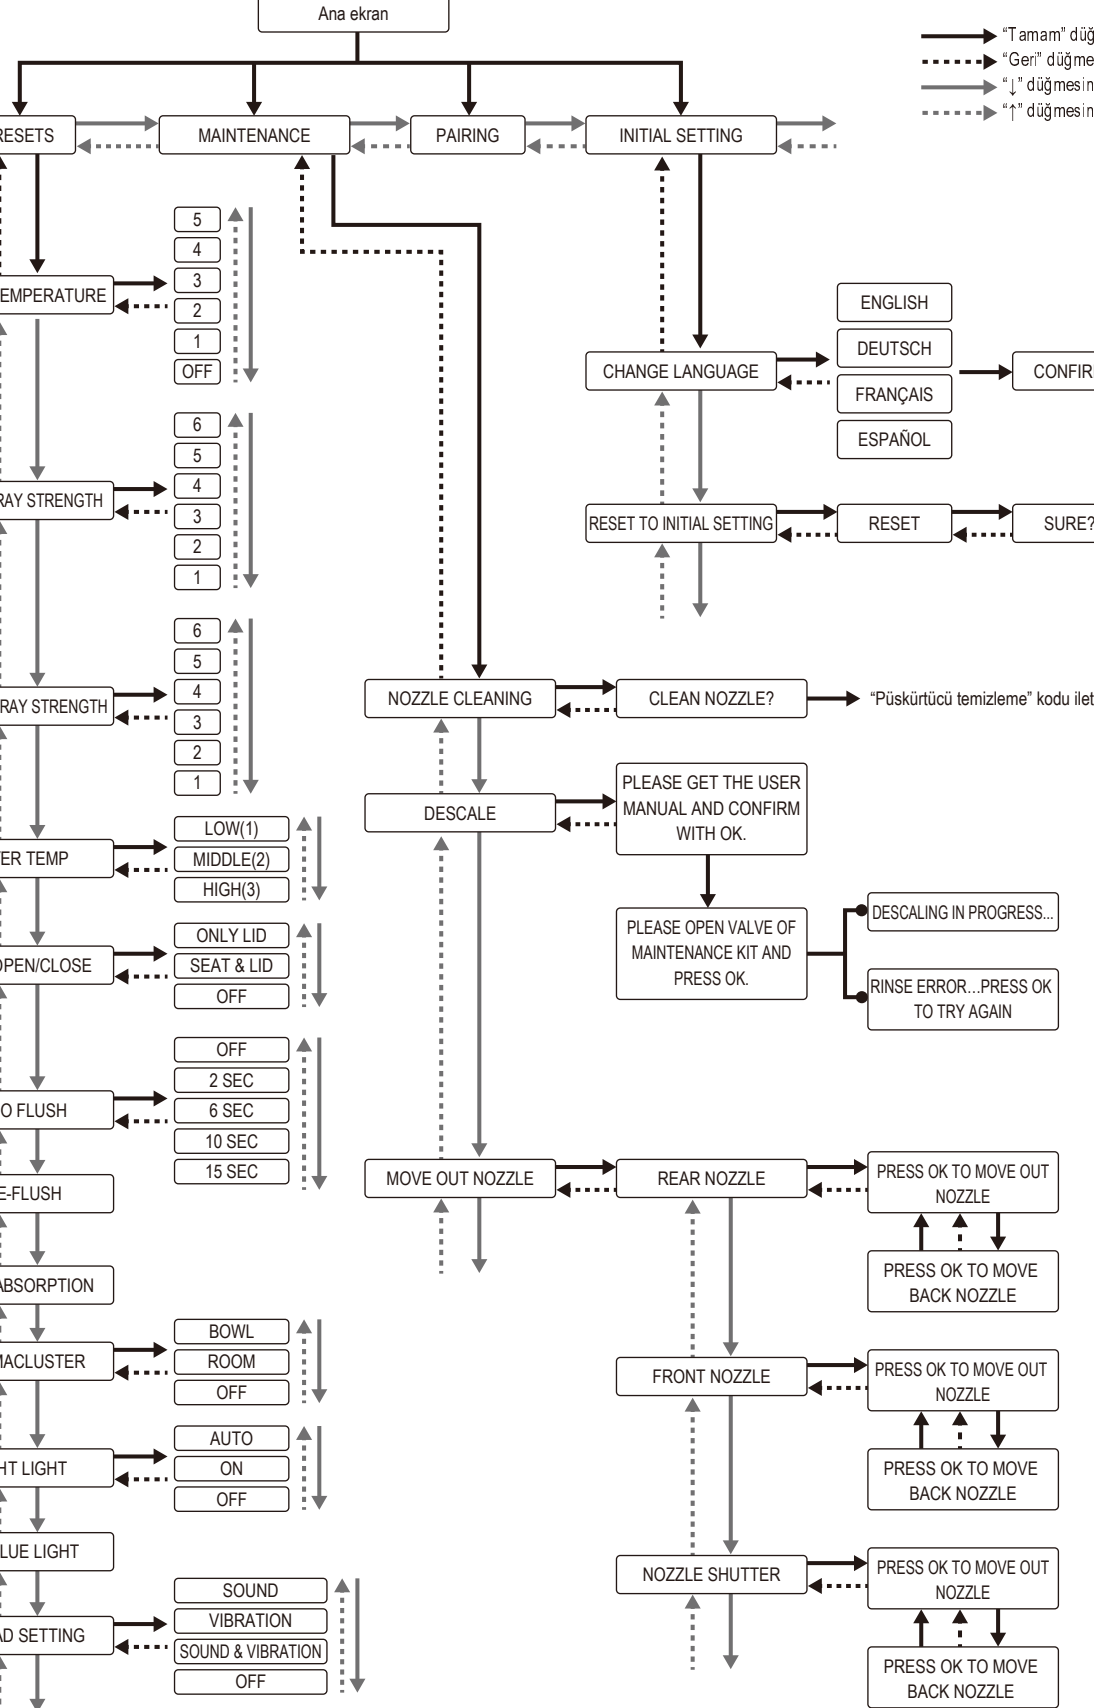 Ana ekran
"Tamam" düğ
"Geri" düğme
"↓" düğmesin
"↑" düğmesin
RESETS
MAINTENANCE
PAIRING
INITIAL SETTING
5
4
3
2
1
OFF
EMPERATURE
ENGLISH
DEUTSCH
FRANÇAIS
ESPAÑOL
CHANGE LANGUAGE
CONFIR
6
5
4
3
2
1
RAY STRENGTH
RESET TO INITIAL SETTING
RESET
SURE?
6
5
4
3
2
1
RAY STRENGTH
NOZZLE CLEANING
CLEAN NOZZLE?
"Püskürtücü temizleme" kodu ilet
DESCALE
PLEASE GET THE USER
MANUAL AND CONFIRM
WITH OK.
LOW(1)
MIDDLE(2)
HIGH(3)
ER TEMP
PLEASE OPEN VALVE OF
MAINTENANCE KIT AND
PRESS OK.
DESCALING IN PROGRESS...
RINSE ERROR...PRESS OK
TO TRY AGAIN
ONLY LID
SEAT & LID
OFF
OPEN/CLOSE
OFF
2 SEC
6 SEC
10 SEC
15 SEC
O FLUSH
E-FLUSH
MOVE OUT NOZZLE
REAR NOZZLE
PRESS OK TO MOVE OUT
NOZZLE
PRESS OK TO MOVE
BACK NOZZLE
ABSORPTION
BOWL
ROOM
OFF
MACLUSTER
FRONT NOZZLE
PRESS OK TO MOVE OUT
NOZZLE
PRESS OK TO MOVE
BACK NOZZLE
AUTO
ON
OFF
HT LIGHT
LUE LIGHT
NOZZLE SHUTTER
PRESS OK TO MOVE OUT
NOZZLE
PRESS OK TO MOVE
BACK NOZZLE
SOUND
VIBRATION
SOUND & VIBRATION
OFF
AD SETTING